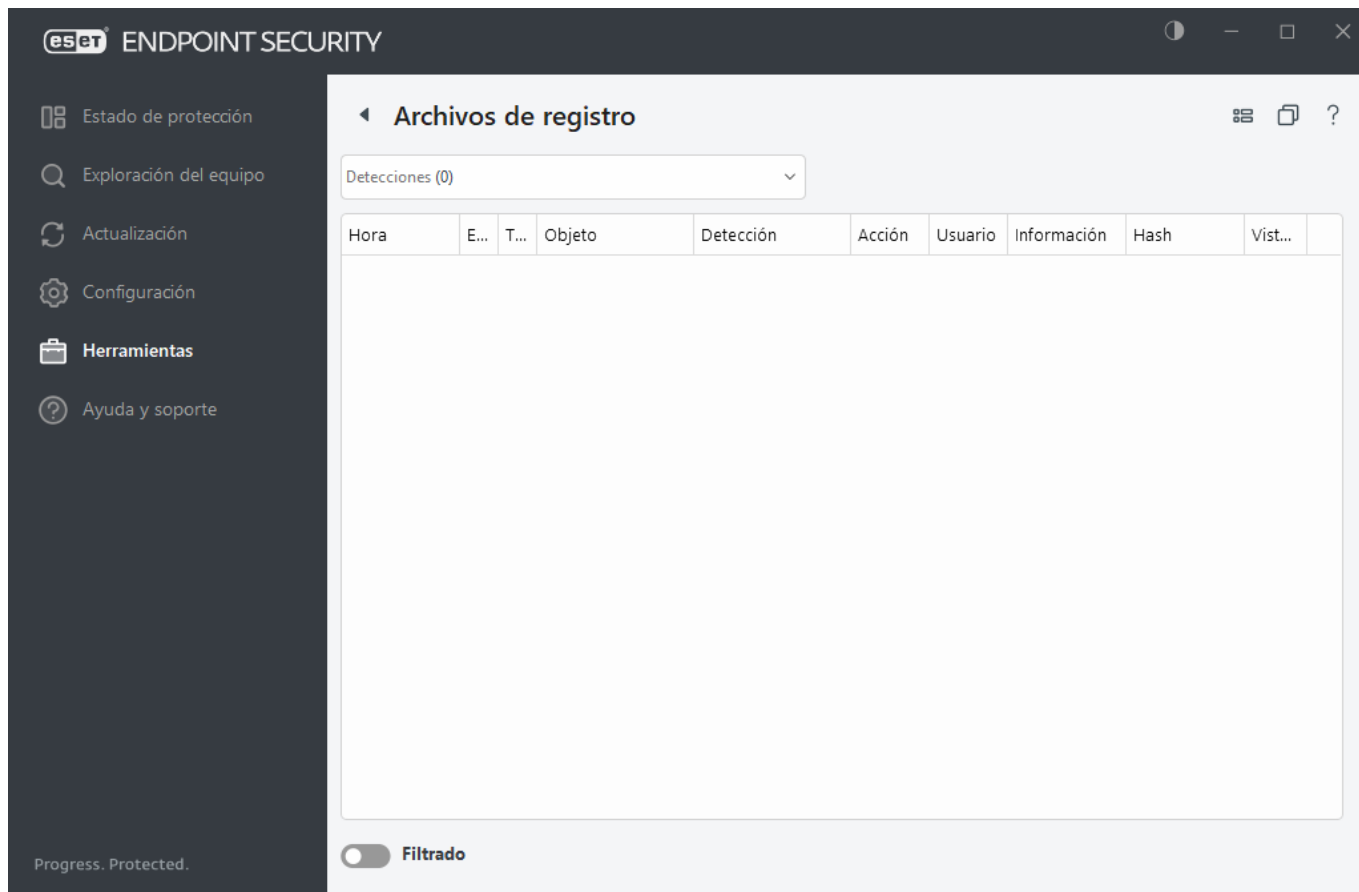 eset ENDPOINT SECURITY
Estado de protección
Exploración del equipo
Actualización
Configuración
Herramientas
Ayuda y soporte
Progress. Protected.
Archivos de registro
?
Detecciones (0)
Hora E... T... Objeto Detección Acción Usuario Información Hash Vist...
Filtrado